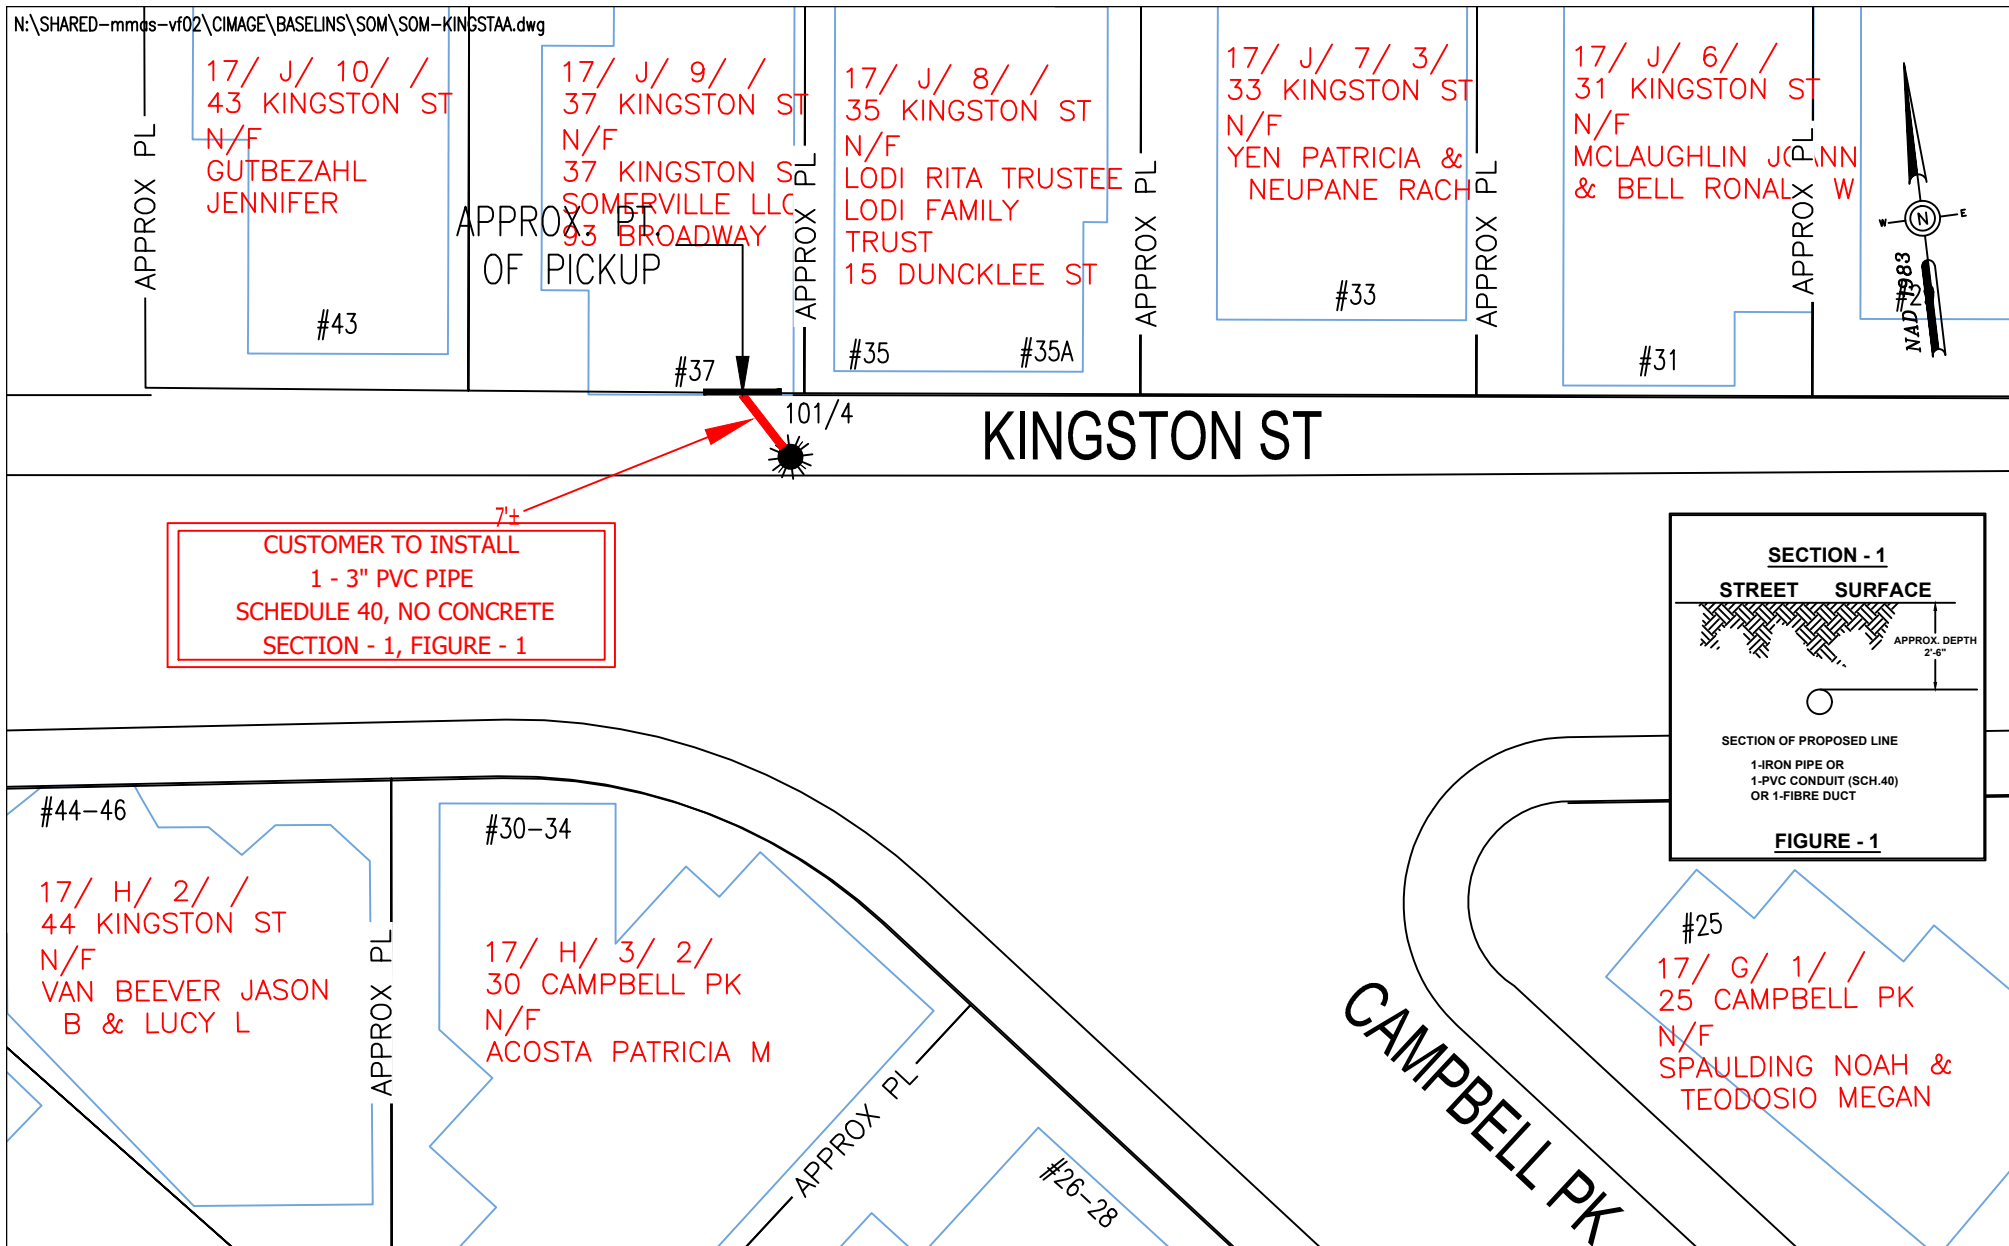 N:\SHARED-mmgs-vf02\CIMAGE\BASELINS\SOM\SOM-KINGSTAA.dwg
17/ J/ 10/ /
43 KINGSTON ST
N/F
GUTBEZAHL
JENNIFER
17/ J/ 9/ /
37 KINGSTON ST
N/F
37 KINGSTON S
SOMERVILLE LLC
93 BROADWAY
17/ J/ 8/ /
35 KINGSTON ST
N/F
LODI RITA TRUSTEE
LODI FAMILY
TRUST
15 DUNCKLEE ST
17/ J/ 7/ 3/
33 KINGSTON ST
N/F
YEN PATRICIA &
NEUPANE RACH
17/ J/ 6/ /
31 KINGSTON ST
N/F
MCLAUGHLIN JOANN
& BELL RONAL W
APPROX PL
APPROX PL
APPROX PL
APPROX PL
APPROX PL
APPROX. PT.
OF PICKUP
W
N
E
NAD 1983
#43
#37
#35
#35A
#33
#31
101/4
KINGSTON ST
7'±
CUSTOMER TO INSTALL
1 - 3" PVC PIPE
SCHEDULE 40, NO CONCRETE
SECTION - 1, FIGURE - 1
SECTION - 1
STREET SURFACE
APPROX. DEPTH
2'-6"
SECTION OF PROPOSED LINE
1-IRON PIPE OR
1-PVC CONDUIT (SCH.40)
OR 1-FIBRE DUCT
FIGURE - 1
#44-46
17/ H/ 2/ /
44 KINGSTON ST
N/F
VAN BEEVER JASON
B & LUCY L
APPROX PL
#30-34
17/ H/ 3/ 2/
30 CAMPBELL PK
N/F
ACOSTA PATRICIA M
APPROX PL
#26-28
CAMPBELL PK
#25
17/ G/ 1/ /
25 CAMPBELL PK
N/F
SPAULDING NOAH &
TEODOSIO MEGAN